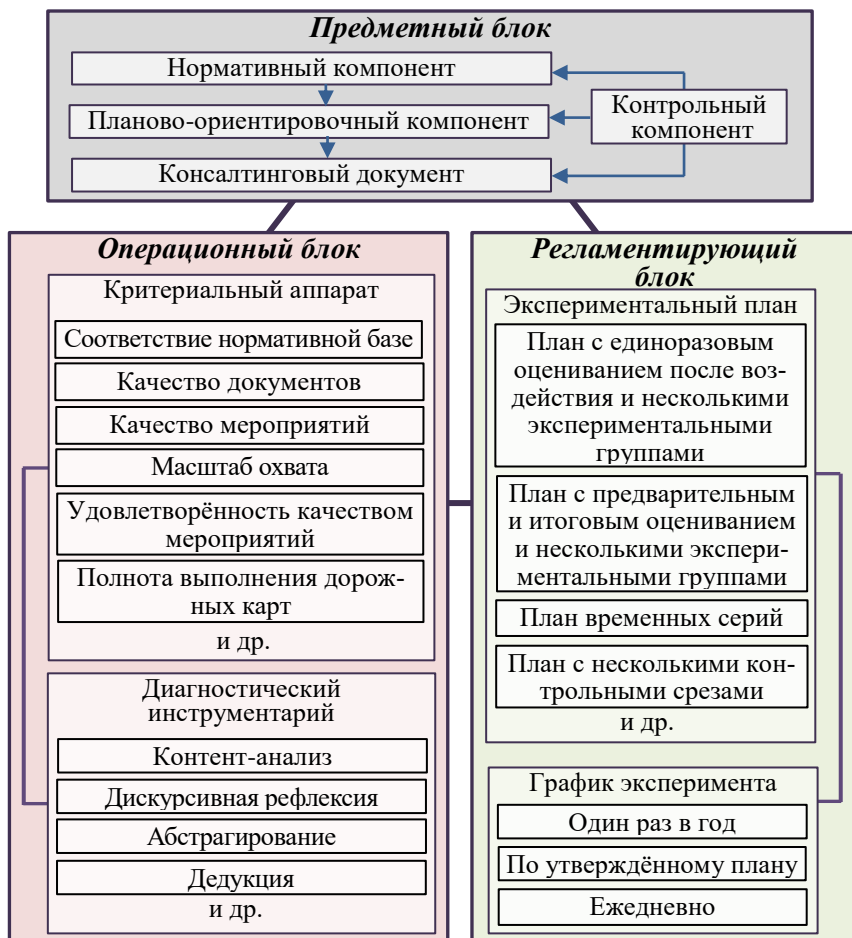 Предметный блок
Нормативный компонент
Планово-ориентировочный компонент
Консалтинговый документ
Контрольный
компонент
Операционный блок
Критериальный аппарат
Соответствие нормативной базе
Качество документов
Качество мероприятий
Масштаб охвата
Удовлетворённость качеством
мероприятий
Полнота выполнения дорож-
ных карт
и др.
Диагностический
инструментарий
Контент-анализ
Дискурсивная рефлексия
Абстрагирование
Дедукция
и др.
Регламентирующий
блок
Экспериментальный план
План с единоразовым
оцениванием после воз-
действия и несколькими
экспериментальными
группами
План с предварительным
и итоговым оцениванием
и несколькими экспери-
ментальными группами
План временных серий
План с несколькими кон-
трольными срезами
и др.
График эксперимента
Один раз в год
По утверждённому плану
Ежедневно